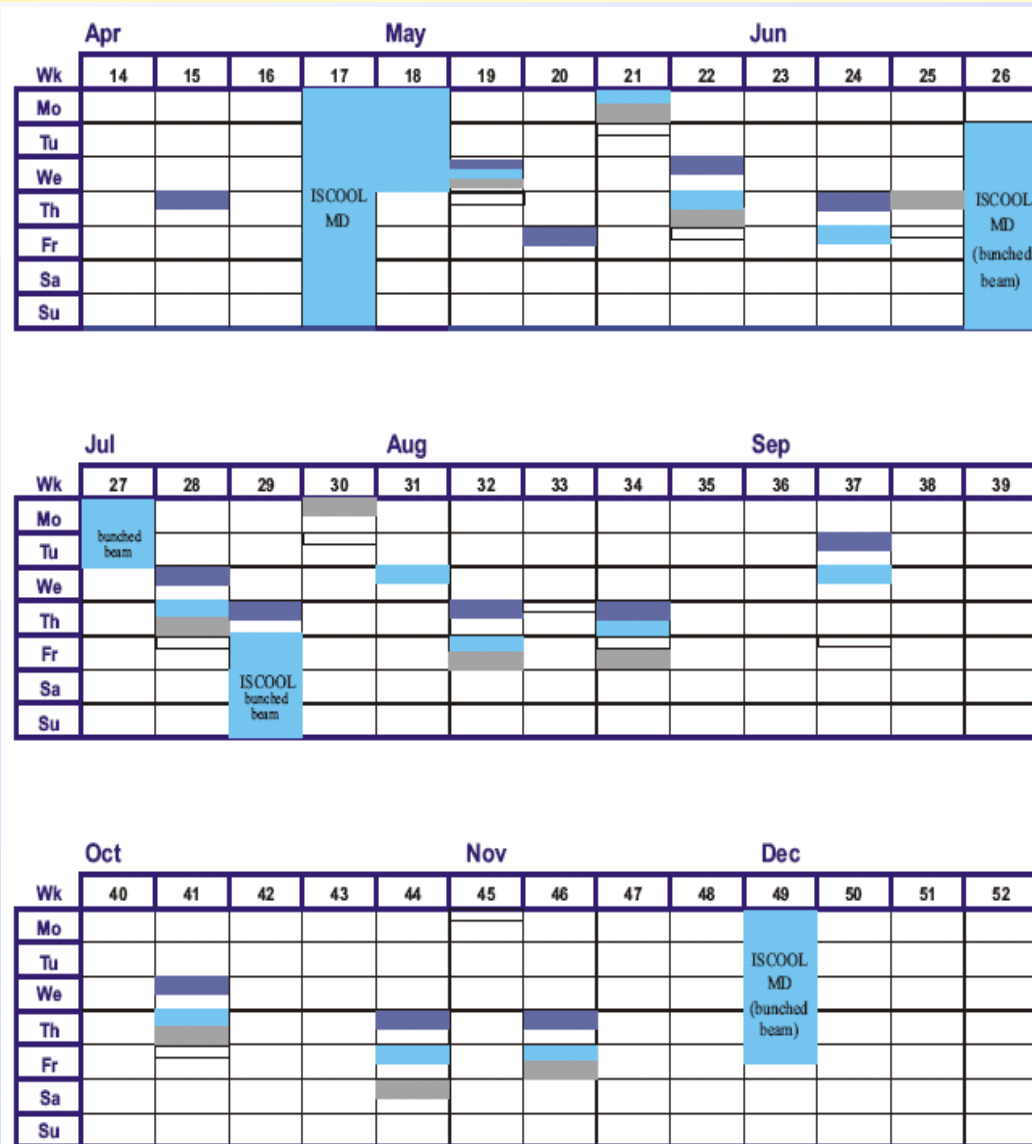 Apr May Jun
Wk 14 15 16 17 18 19 20 21 22 23 24 25 26
Mo
Tu
We
Th
Fr
Sa
Su
ISCOOL
MD
ISCOOL
MD
(bunched
beam)
Jul Aug Sep
Wk 27 28 29 30 31 32 33 34 35 36 37 38 39
Mo
Tu
We
Th
Fr
Sa
Su
bunched
beam
ISCOOL
bunched
beam
Oct Nov Dec
Wk 40 41 42 43 44 45 46 47 48 49 50 51 52
Mo
Tu
We
Th
Fr
Sa
Su
ISCOOL
MD
(bunched
beam)